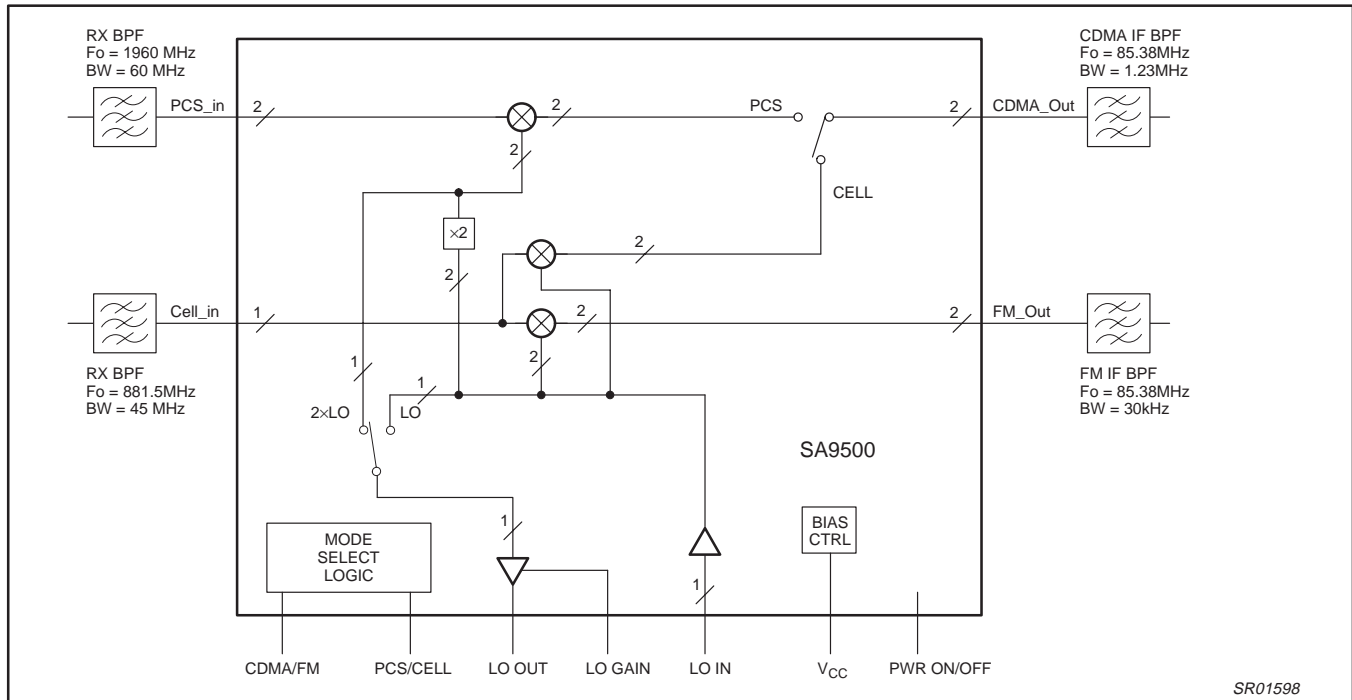 RX BPF
Fo = 1960 MHz
BW = 60 MHz
CDMA IF BPF
Fo = 85.38MHz
BW = 1.23MHz
PCS_in
2
2
PCS
2
CDMA_Out
2
CELL
×2
2
2
Cell_in
1
2
2
FM_Out
RX BPF
Fo = 881.5MHz
BW = 45 MHz
1
2
1
2×LO
LO
FM IF BPF
Fo = 85.38MHz
BW = 30kHz
SA9500
MODE
SELECT
LOGIC
1
1
BIAS
CTRL
CDMA/FM
PCS/CELL
LO OUT
LO GAIN
LO IN
VCC
PWR ON/OFF
SR01598